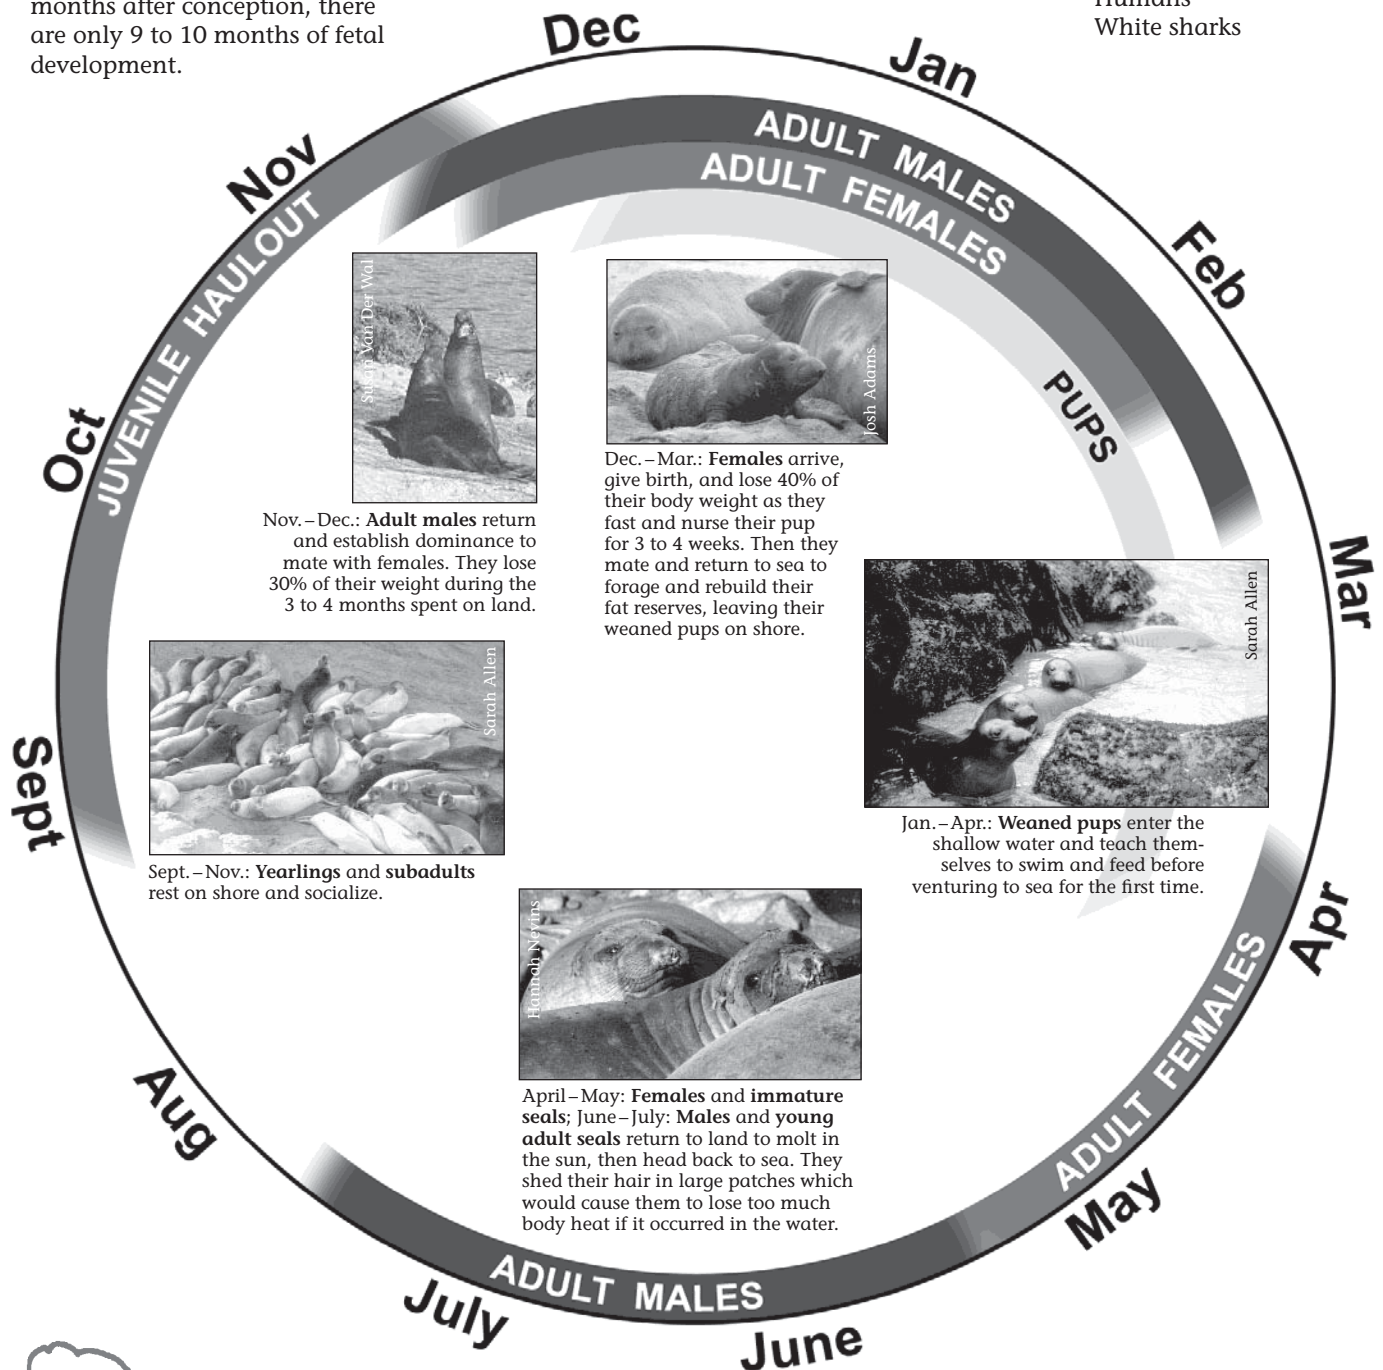 months after conception, there
are only 9 to 10 months of fetal
development.
Humans
White sharks
Dec
Jan
Feb
Mar
Apr
May
June
July
Aug
Sept
Oct
Nov
JUVENILE HAULOUT
ADULT MALES
ADULT FEMALES
PUPS
ADULT FEMALES
ADULT MALES
Susan Van Der Wal
Nov. – Dec.: Adult males return
and establish dominance to
mate with females. They lose
30% of their weight during the
3 to 4 months spent on land.
Josh Adams
Dec. – Mar.: Females arrive,
give birth, and lose 40% of
their body weight as they
fast and nurse their pup
for 3 to 4 weeks. Then they
mate and return to sea to
forage and rebuild their
fat reserves, leaving their
weaned pups on shore.
Sarah Allen
Jan. – Apr.: Weaned pups enter the
shallow water and teach them-
selves to swim and feed before
venturing to sea for the first time.
Sarah Allen
Sept. – Nov.: Yearlings and subadults
rest on shore and socialize.
Hannah Nevins
April – May: Females and immature
seals; June – July: Males and young
adult seals return to land to molt in
the sun, then head back to sea. They
shed their hair in large patches which
would cause them to lose too much
body heat if it occurred in the water.